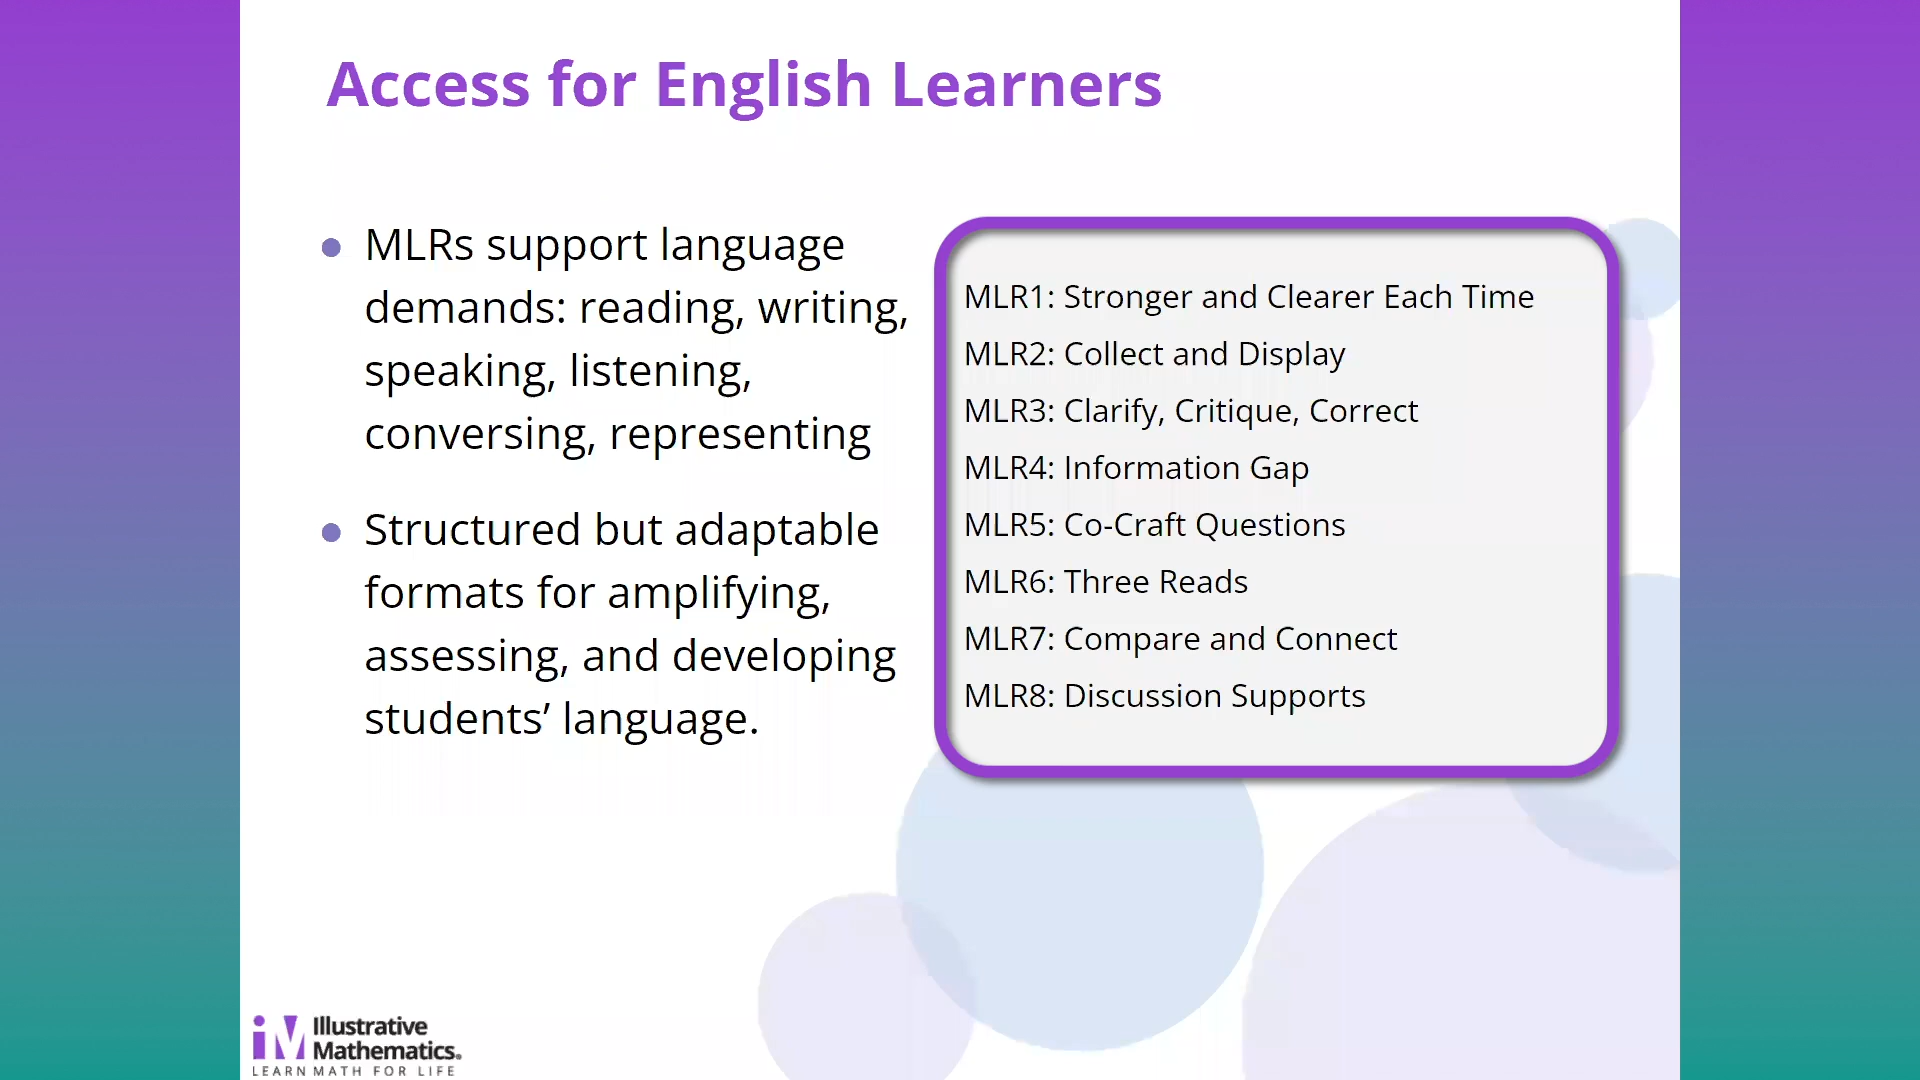 Access for English Learners
MLRs support language
demands: reading, writing,
speaking, listening,
conversing, representing
Structured but adaptable
formats for amplifying,
assessing, and developing
students’ language.
MLR1: Stronger and Clearer Each Time
MLR2: Collect and Display
MLR3: Clarify, Critique, Correct
MLR4: Information Gap
MLR5: Co-Craft Questions
MLR6: Three Reads
MLR7: Compare and Connect
MLR8: Discussion Supports
iM Illustrative
Mathematics.
LEARN MATH FOR LIFE